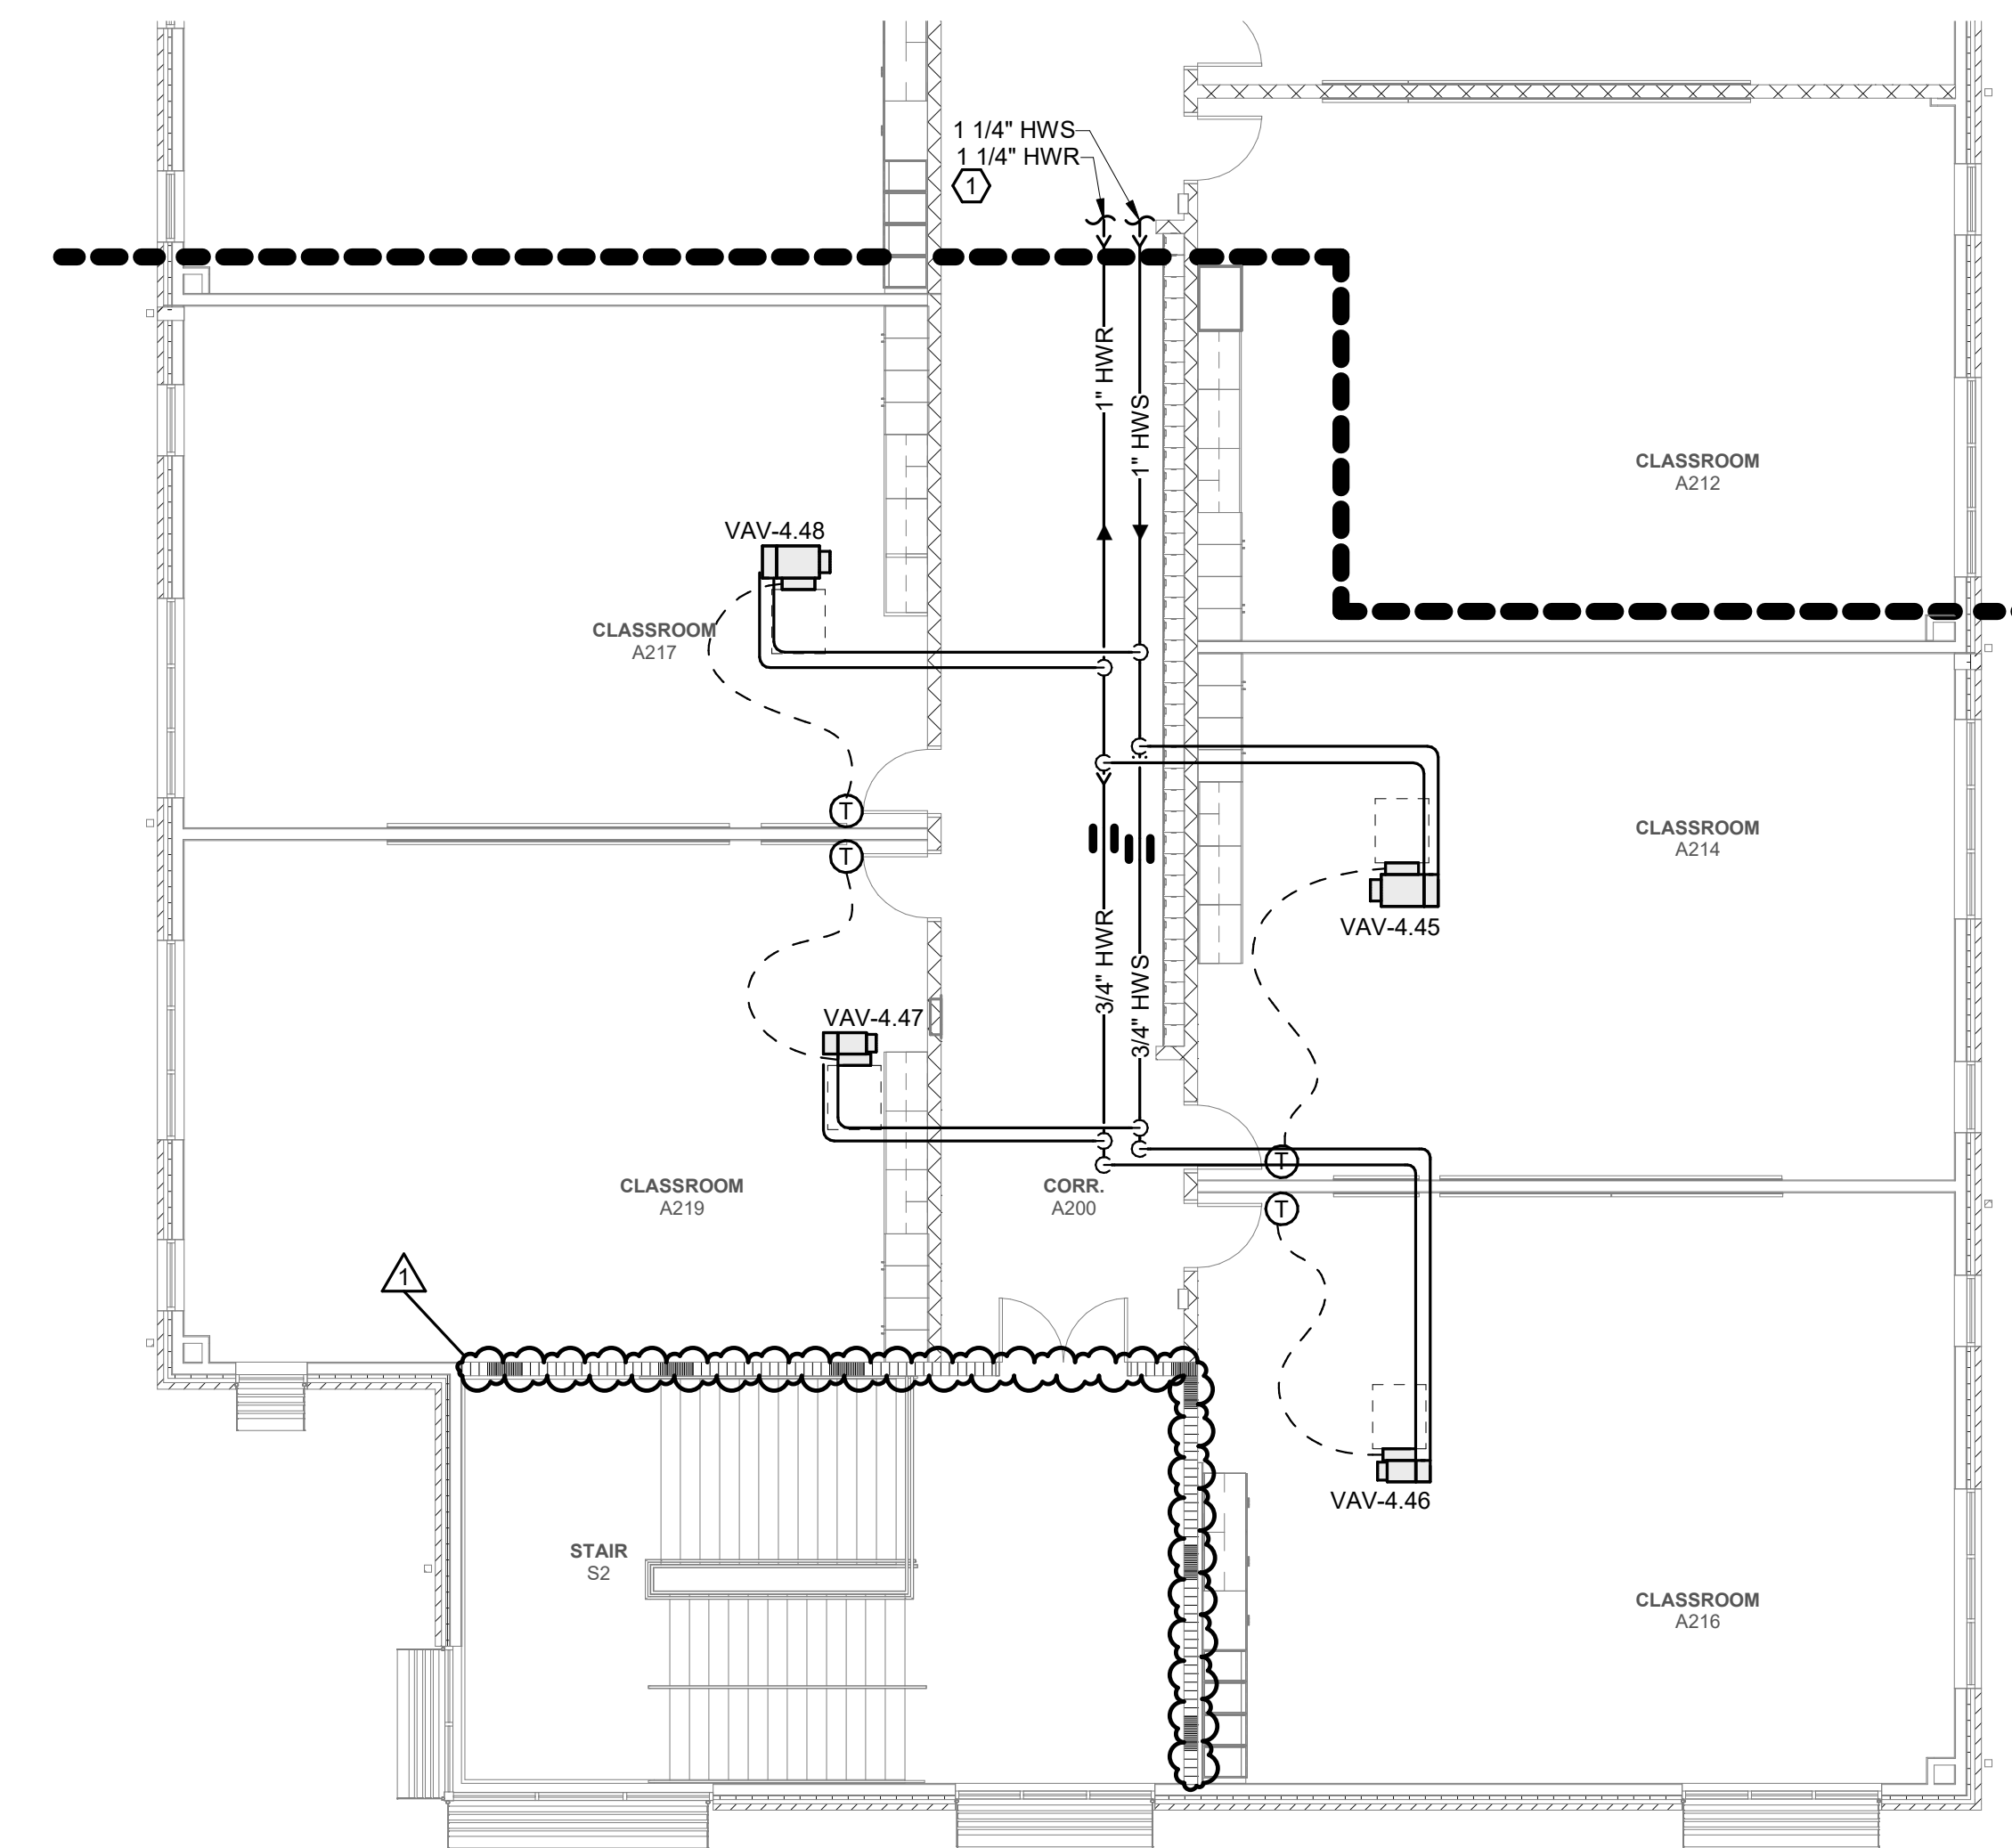 1 1/4" HWS
1 1/4" HWR
1
1" HWR
1" HWS
CLASSROOM
A212
VAV-4.48
CLASSROOM
A217
T
T
CLASSROOM
A214
VAV-4.45
3/4" HWR
3/4" HWS
VAV-4.47
T
CLASSROOM
A219
CORR.
A200
T
1
VAV-4.46
STAIR
S2
CLASSROOM
A216